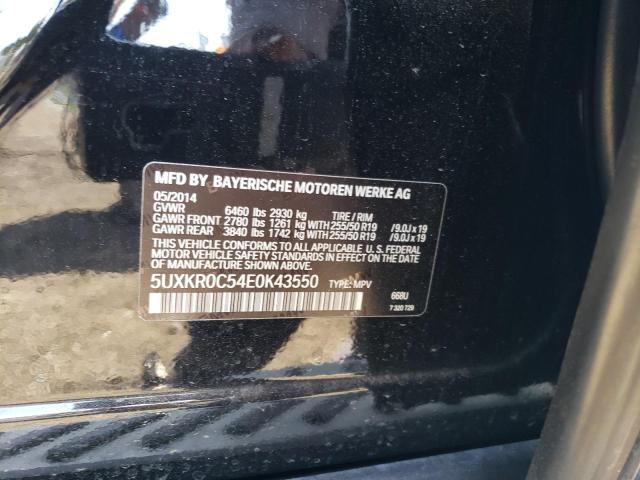 MFD BY BAYERISCHE MOTOREN WERKE AG
05/2014
GVWR 6460 lbs 2930 kg TIRE / RIM
GAWR FRONT 2780 lbs 1261 kg WITH 255/50 R19 /9.0J x 19
GAWR REAR 3840 lbs 1742 kg WITH 255/50 R19 /9.0J x 19
THIS VEHICLE CONFORMS TO ALL APPLICABLE U. S. FEDERAL
MOTOR VEHICLE SAFETY STANDARDS IN EFFECT ON THE
DATE OF MANUFACTURE SHOWN ABOVE.
5UXKR0C54E0K43550 TYPE: MPV
668U
7 320 729